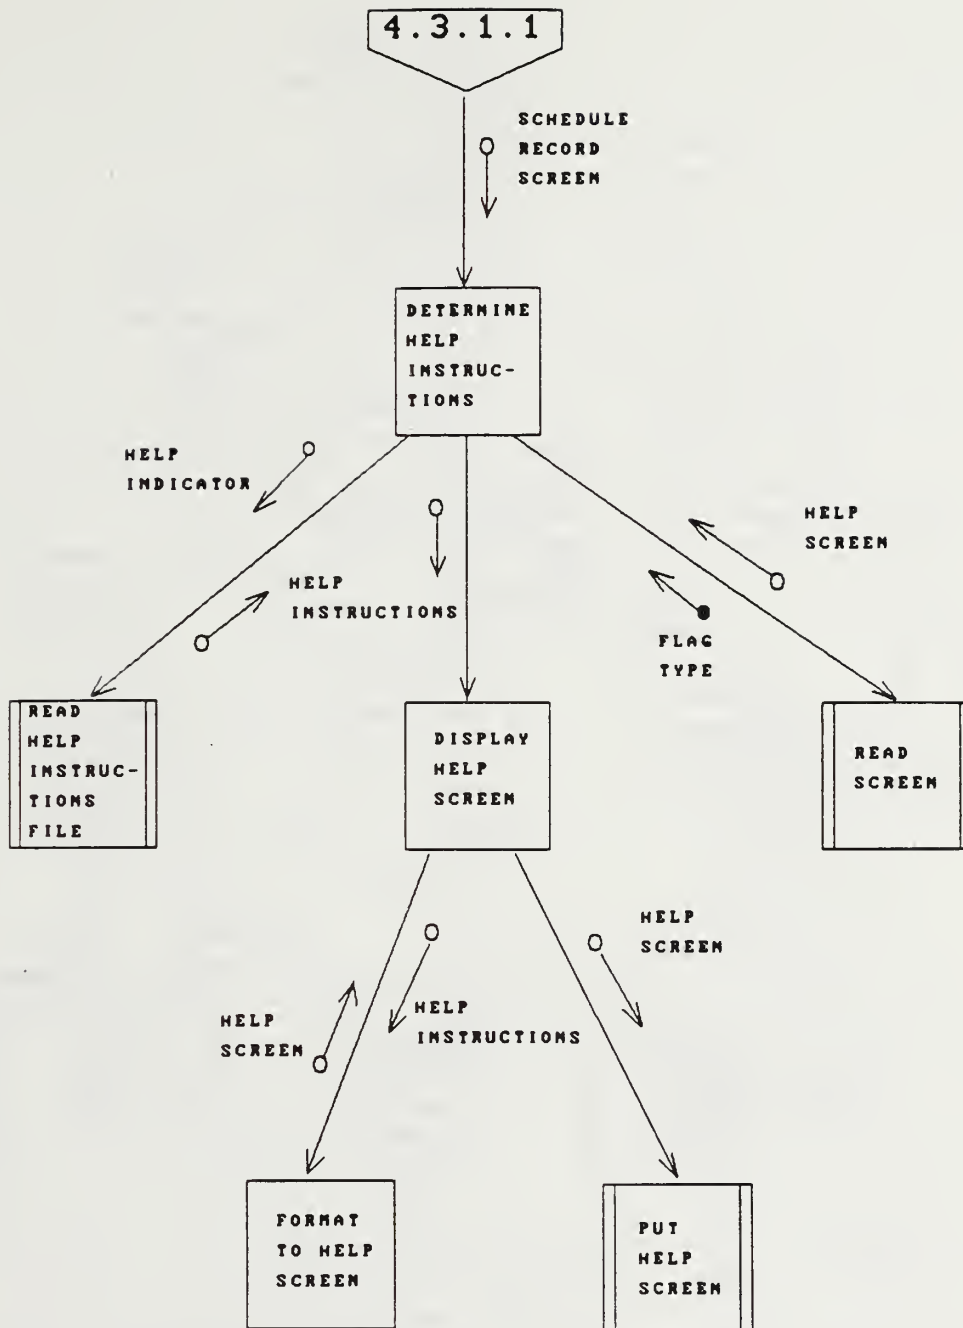 4.3.1.1
SCHEDULE
RECORD
SCREEN
DETERMINE
HELP
INSTRUC-
TIONS
HELP
INDICATOR
HELP
INSTRUCTIONS
HELP
SCREEN
FLAG
TYPE
READ
HELP
INSTRUC-
TIONS
FILE
DISPLAY
HELP
SCREEN
READ
SCREEN
HELP
SCREEN
HELP
INSTRUCTIONS
HELP
SCREEN
FORMAT
TO HELP
SCREEN
PUT
HELP
SCREEN